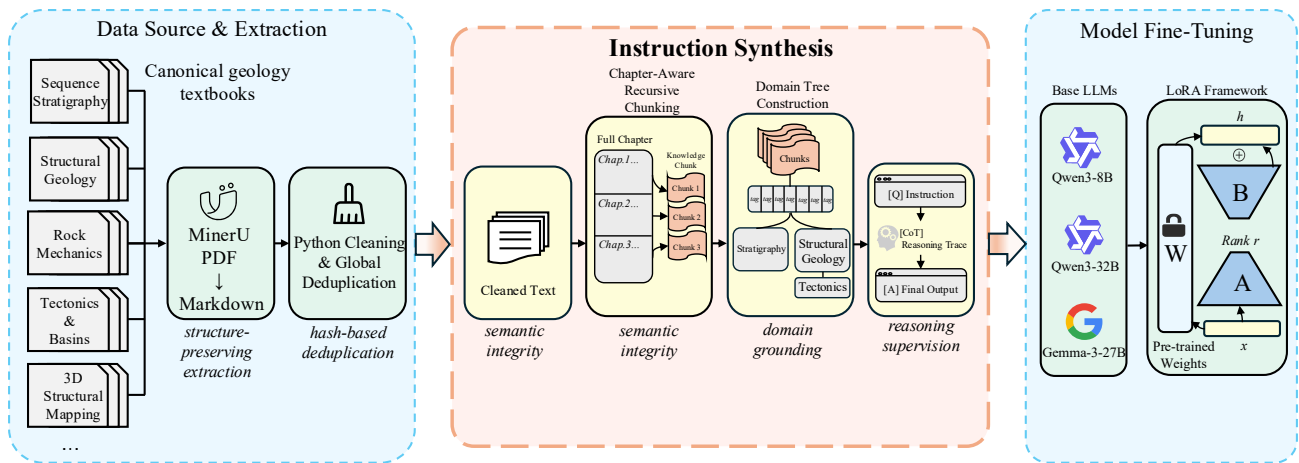 Data Source & Extraction
Canonical geology
textbooks
Sequence
Stratigraphy
Structural
Geology
Rock
Mechanics
Tectonics
&
Basins
3D
Structural
Mapping
…
MinerU
PDF
↓
Markdown
structure-
preserving
extraction
Python Cleaning
& Global
Deduplication
hash-based
deduplication
Instruction Synthesis
Cleaned Text
semantic
integrity
Chapter-Aware
Recursive
Chunking
Full Chapter
Chap.1…
Chap.2…
Chap.3…
Knowledge
Chunk
Chunk 1
Chunk 2
Chunk 3
semantic
integrity
Domain Tree
Construction
Chunks
tag tag tag tag tag tag tag
Stratigraphy
Structural
Geology
Tectonics
domain
grounding
[Q] Instruction
[CoT]
Reasoning Trace
[A] Final Output
reasoning
supervision
Model Fine-Tuning
Base LLMs
Qwen3-8B
Qwen3-32B
Gemma-3-27B
LoRA Framework
h
⊕
B
W
Rank r
A
x
Pre-trained
Weights